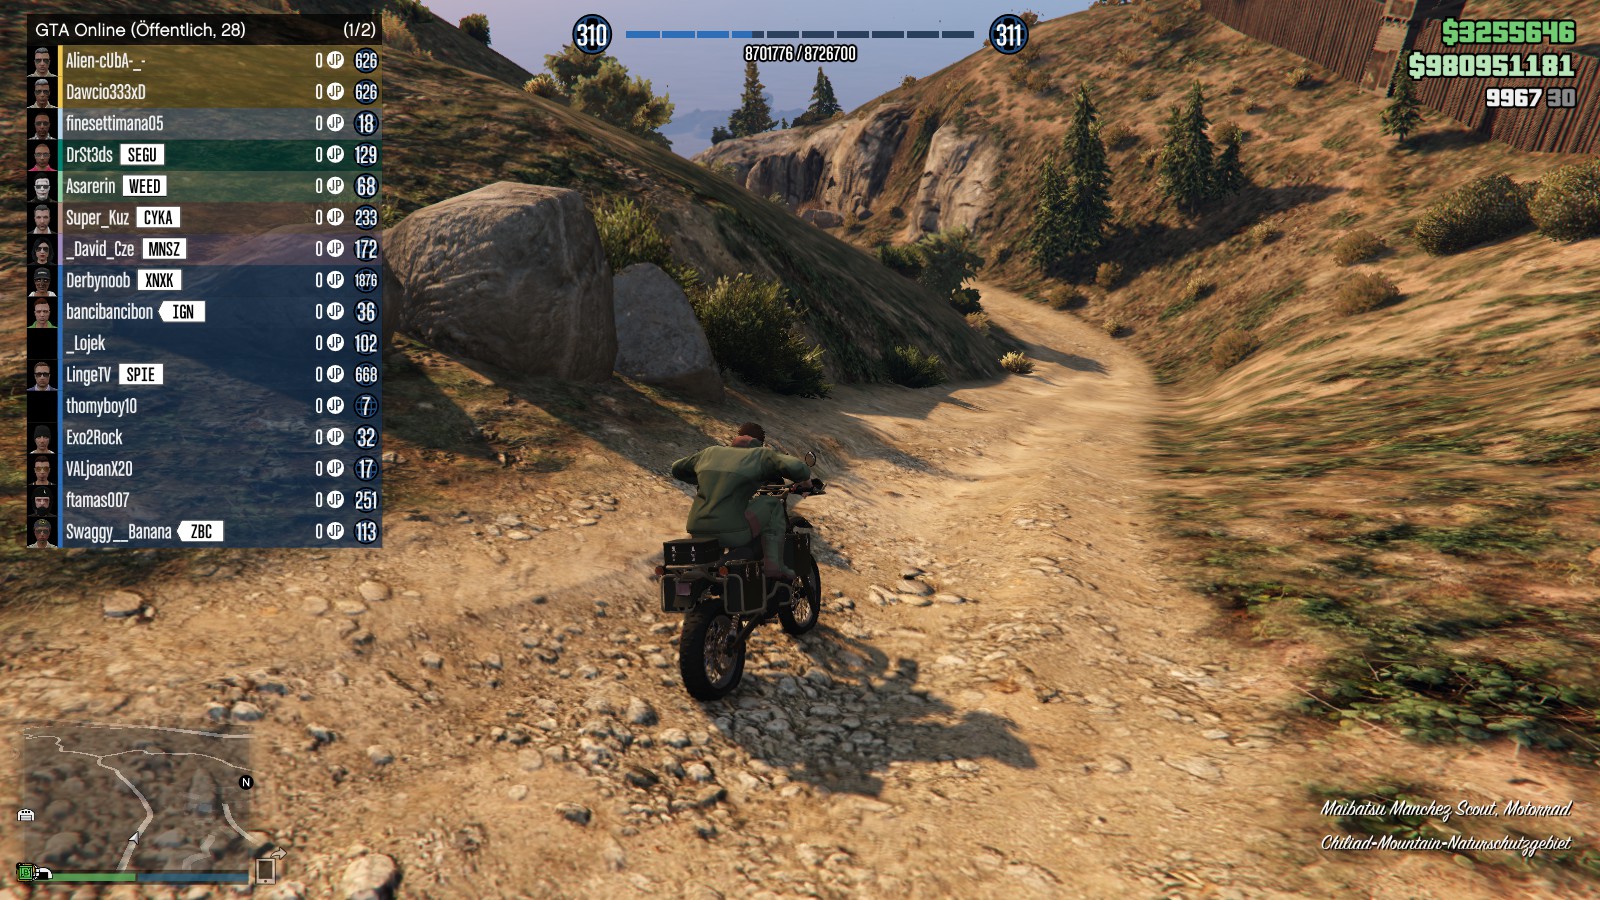 GTA Online (Öffentlich, 28) (1/2)
Alien-cUbA-_- 0 JP 626
Dawcio333xD 0 JP 626
finesettimana05 0 JP 18
DrSt3ds SEGU 0 JP 129
Asarerin WEED 0 JP 68
Super_Kuz CYKA 0 JP 233
_David_Cze MNSZ 0 JP 172
Derbynoob XNXK 0 JP 1876
bancibancibon IGN 0 JP 36
_Lojek 0 JP 102
LingeTV SPIE 0 JP 668
thomyboy10 0 JP 7
Exo2Rock 0 JP 32
VALjoanX20 0 JP 17
ftamas007 0 JP 251
Swaggy__Banana ZBC 0 JP 113
310 311
8701776 / 8726700
$3255646
$980951181
9967 30
N
Maibatsu Manchez Scout, Motorrad
Chiliad-Mountain-Naturschutzgebiet